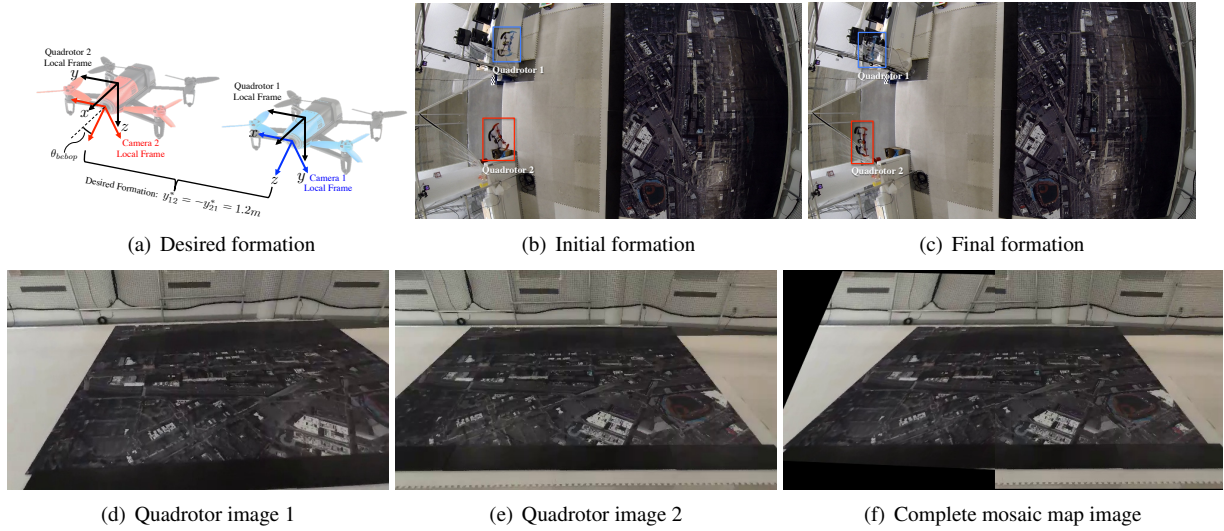 Quadrotor 2
Local Frame
y
x
z
Camera 2
Local Frame
θbebop
Quadrotor 1
Local Frame
x
z
y
Camera 1
Local Frame
Desired Formation: y*12 = −y*21 = 1.2m
(a) Desired formation
Quadrotor 1
Quadrotor 2
(b) Initial formation
Quadrotor 1
Quadrotor 2
(c) Final formation
(d) Quadrotor image 1
(e) Quadrotor image 2
(f) Complete mosaic map image